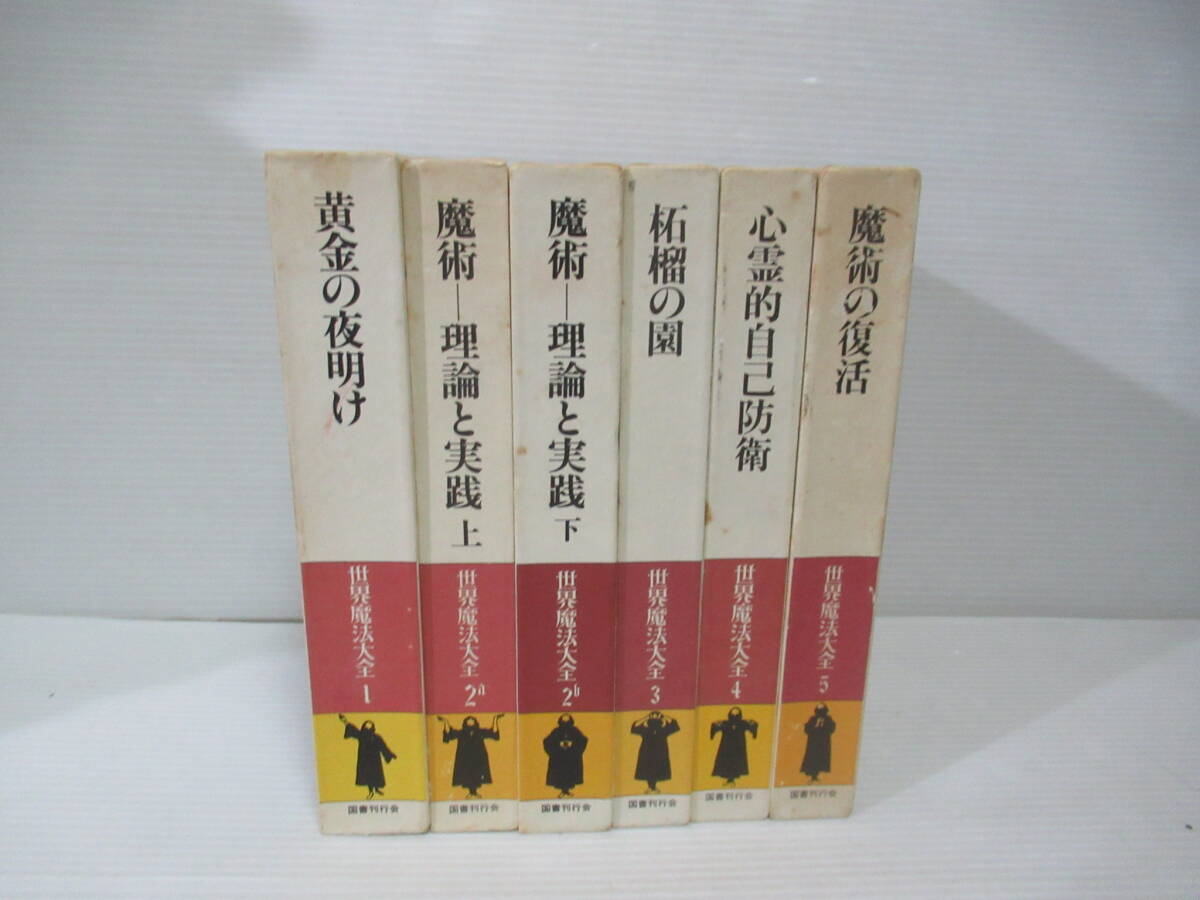 黄金の夜明け
世界魔法大全
1
国書刊行会
魔術―理論と実践 上
世界魔法大全
2a
国書刊行会
魔術―理論と実践 下
世界魔法大全
2b
国書刊行会
柘榴の園
世界魔法大全
3
国書刊行会
心霊的自己防衛
世界魔法大全
4
国書刊行会
魔術の復活
世界魔法大全
5
国書刊行会